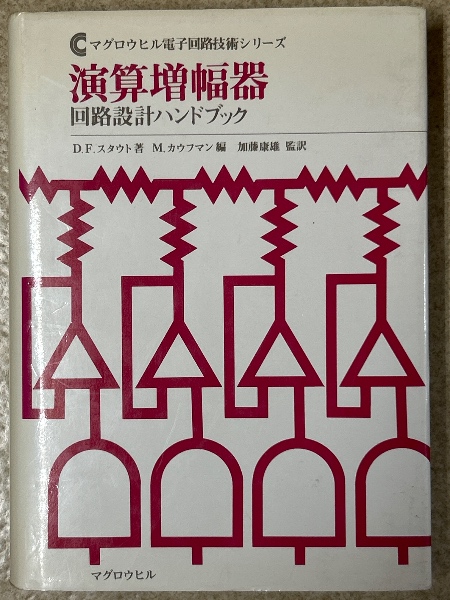 マグロウヒル電子回路技術シリーズ
演算増幅器
回路設計ハンドブック
D.F.スタウト著 M.カウフマン編 加藤康雄 監訳
マグロウヒル